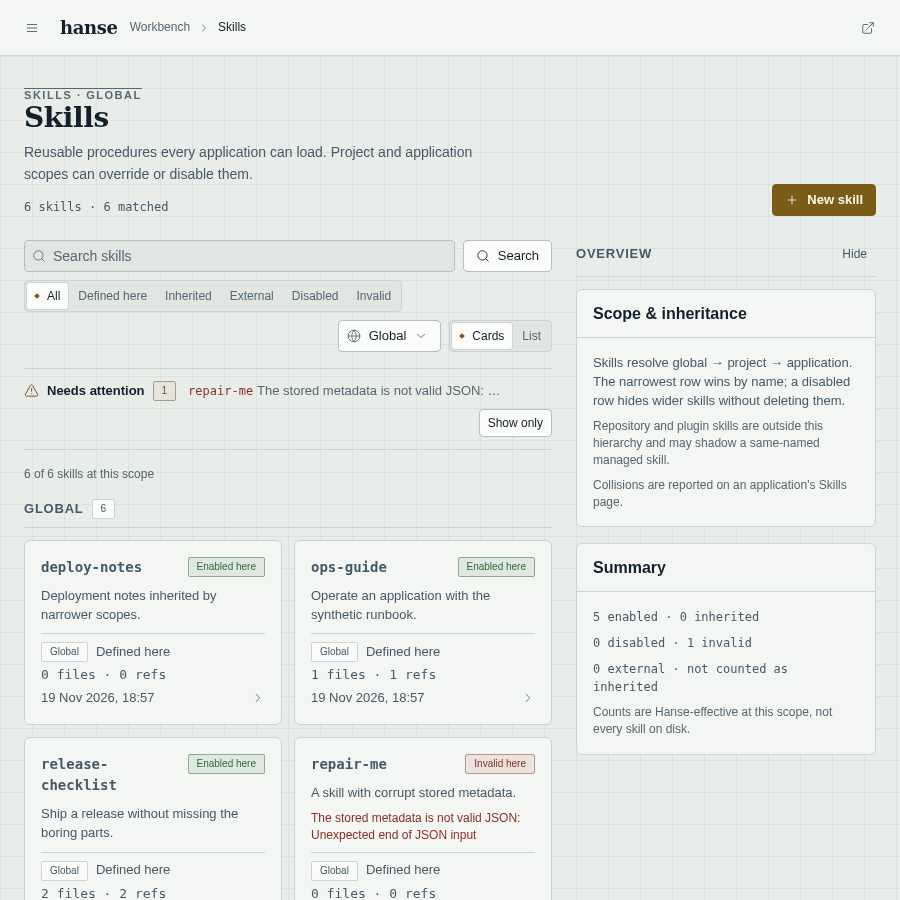 hanse Workbench Skills
SKILLS · GLOBAL
Skills
Reusable procedures every application can load. Project and application
scopes can override or disable them.
6 skills · 6 matched
New skill
Search skills
Search
All Defined here Inherited External Disabled Invalid
Global
Cards List
Needs attention 1 repair-me The stored metadata is not valid JSON: …
Show only
6 of 6 skills at this scope
GLOBAL 6
deploy-notes
Enabled here
Deployment notes inherited by
narrower scopes.
Global Defined here
0 files · 0 refs
19 Nov 2026, 18:57
ops-guide
Enabled here
Operate an application with the
synthetic runbook.
Global Defined here
1 files · 1 refs
19 Nov 2026, 18:57
release-
checklist
Enabled here
Ship a release without missing the
boring parts.
Global Defined here
2 files · 2 refs
repair-me
Invalid here
A skill with corrupt stored metadata.
The stored metadata is not valid JSON:
Unexpected end of JSON input
Global Defined here
0 files · 0 refs
OVERVIEW
Hide
Scope & inheritance
Skills resolve global → project → application.
The narrowest row wins by name; a disabled
row hides wider skills without deleting them.
Repository and plugin skills are outside this
hierarchy and may shadow a same-named
managed skill.
Collisions are reported on an application's Skills
page.
Summary
5 enabled · 0 inherited
0 disabled · 1 invalid
0 external · not counted as
inherited
Counts are Hanse-effective at this scope, not
every skill on disk.